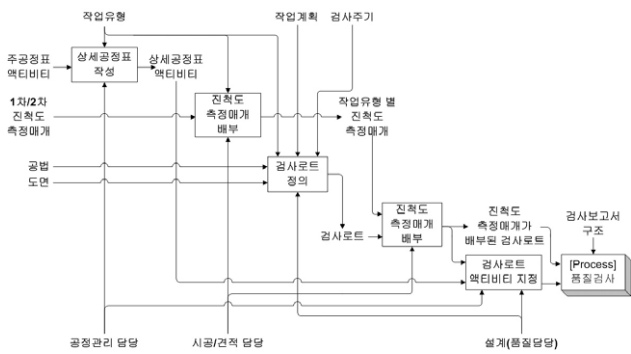 작업유형
작업계획
검사주기
주공정표
액티비티
상세공정표
작성
상세공정표
액티비티
1차/2차
진척도
측정매개
진척도
측정매개
배부
작업유형 별
진척도
측정매개
공법
도면
검사로트
정의
검사로트
진척도
측정매개
배부
진척도
측정매개가
배부된 검사로트
검사보고서
구조
검사로트
액티비티 지정
[Process]
품질검사
공정관리 담당
시공/견적 담당
설계(품질담당)